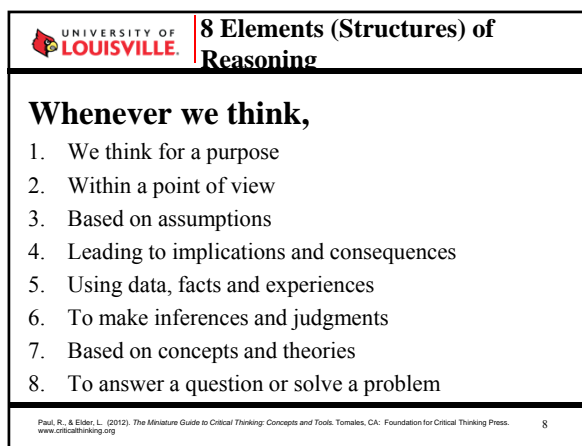 UNIVERSITY OF
LOUISVILLE.
8 Elements (Structures) of
Reasoning
Whenever we think,
1. We think for a purpose
2. Within a point of view
3. Based on assumptions
4. Leading to implications and consequences
5. Using data, facts and experiences
6. To make inferences and judgments
7. Based on concepts and theories
8. To answer a question or solve a problem
Paul, R., & Elder, L. (2012). The Miniature Guide to Critical Thinking: Concepts and Tools. Tomales, CA: Foundation for Critical Thinking Press.
www.criticalthinking.org
8